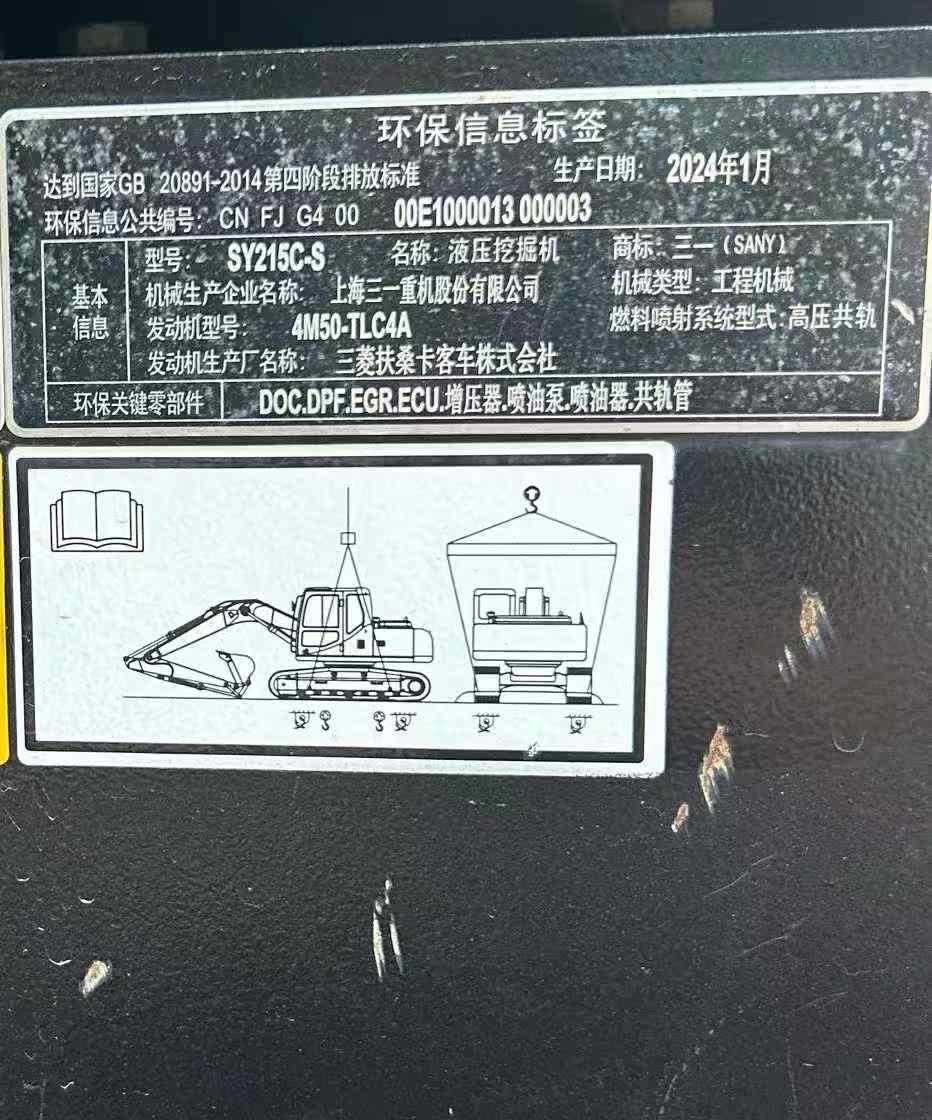 环保信息标签
达到国家GB 20891-2014第四阶段排放标准 生产日期: 2024年1月
环保信息公共编号: CN FJ G4 00 00E1000013 000003
基本信息
型号: SY215C-S 名称: 液压挖掘机 商标: 三一(SANY)
机械生产企业名称: 上海三一重机股份有限公司 机械类型: 工程机械
发动机型号: 4M50-TLC4A 燃料喷射系统型式: 高压共轨
发动机生产厂名称: 三菱扶桑卡客车株式会社
环保关键零部件 DOC.DPF.EGR.ECU.增压器.喷油泵.喷油器.共轨管